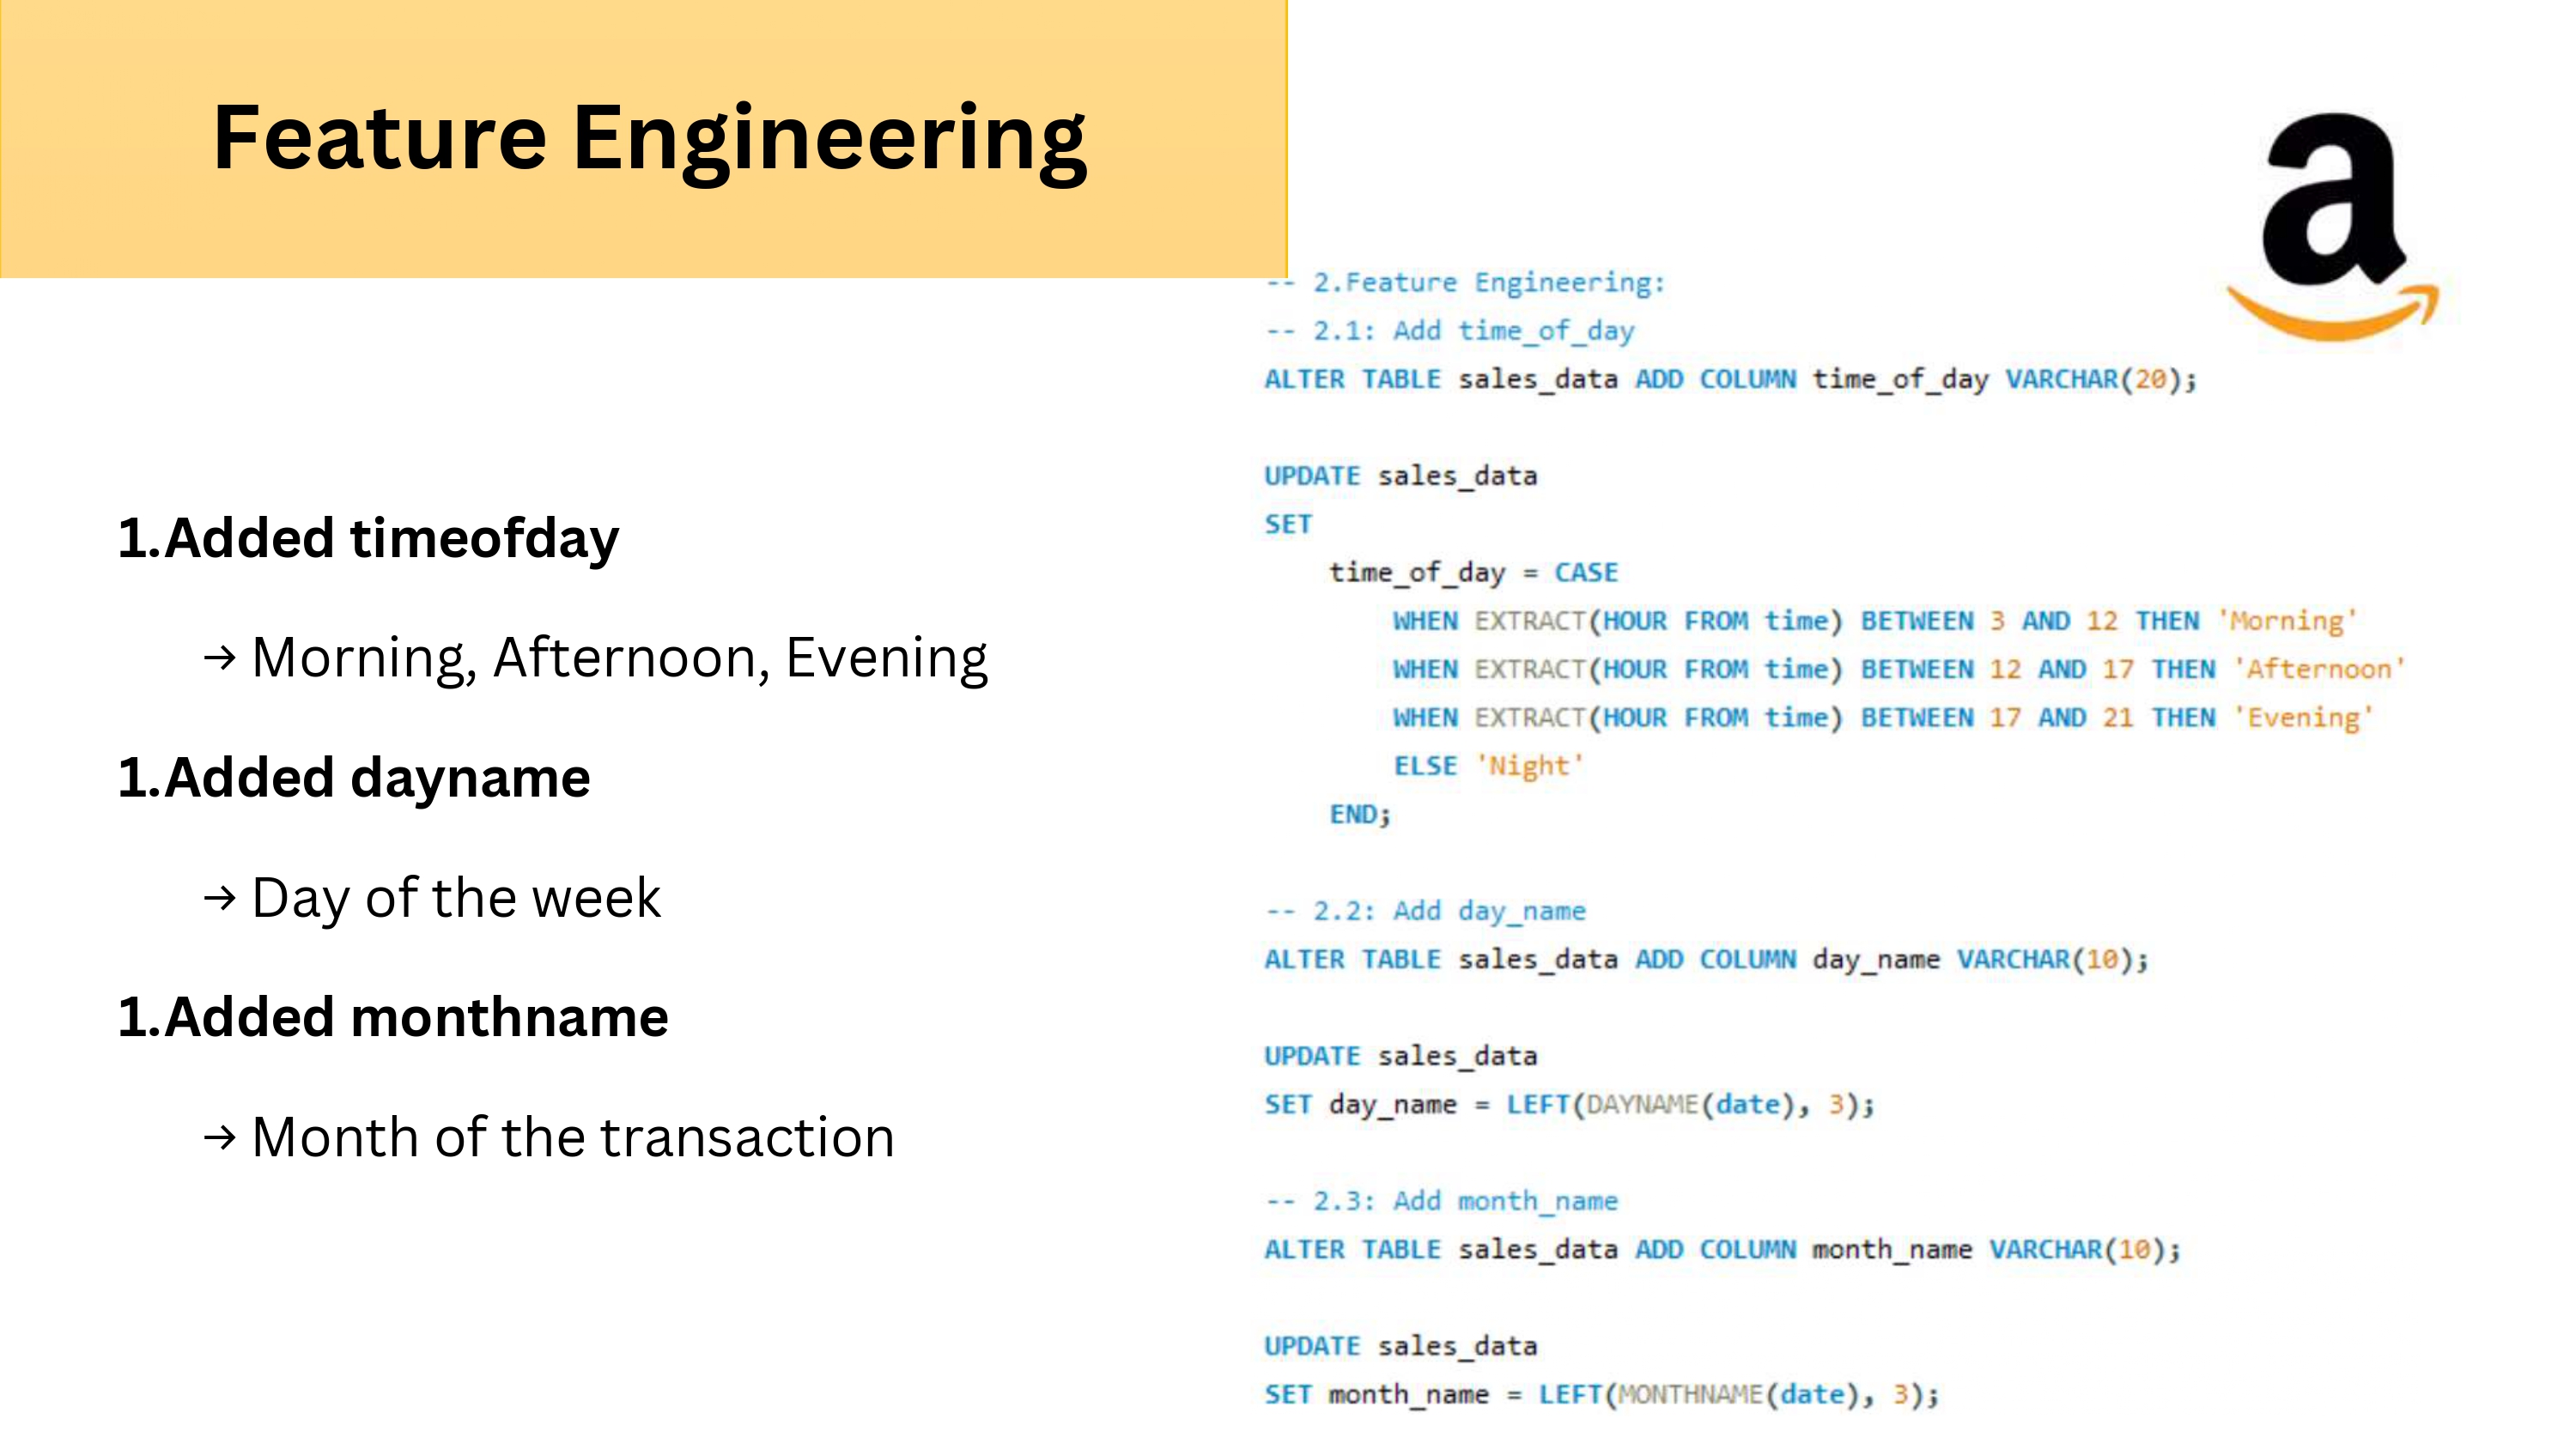 Feature Engineering
1.Added timeofday
→ Morning, Afternoon, Evening
1.Added dayname
→ Day of the week
1.Added monthname
→ Month of the transaction
a
-- 2.Feature Engineering:
-- 2.1: Add time_of_day
ALTER TABLE sales_data ADD COLUMN time_of_day VARCHAR(20);
UPDATE sales_data
SET
time_of_day = CASE
WHEN EXTRACT(HOUR FROM time) BETWEEN 3 AND 12 THEN 'Morning'
WHEN EXTRACT(HOUR FROM time) BETWEEN 12 AND 17 THEN 'Afternoon'
WHEN EXTRACT(HOUR FROM time) BETWEEN 17 AND 21 THEN 'Evening'
ELSE 'Night'
END;
-- 2.2: Add day_name
ALTER TABLE sales_data ADD COLUMN day_name VARCHAR(10);
UPDATE sales_data
SET day_name = LEFT(DAYNAME(date), 3);
-- 2.3: Add month_name
ALTER TABLE sales_data ADD COLUMN month_name VARCHAR(10);
UPDATE sales_data
SET month_name = LEFT(MONTHNAME(date), 3);